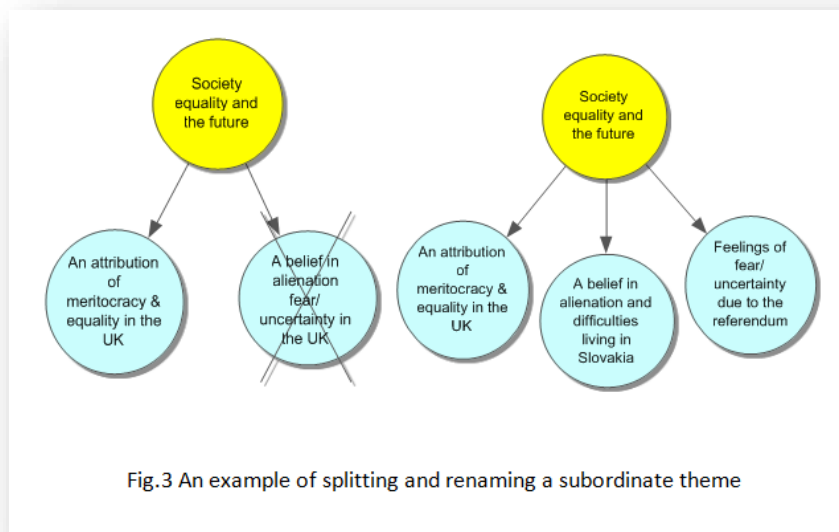 Society
equality and
the future
An attribution
of
meritocracy &
equality in the
UK
A belief in
alienation
fear/
uncertainty in
the UK
Society
equality and
the future
An attribution
of
meritocracy &
equality in the
UK
A belief in
alienation and
difficulties
living in
Slovakia
Feelings of
fear/
uncertainty
due to the
referendum
Fig.3 An example of splitting and renaming a subordinate theme